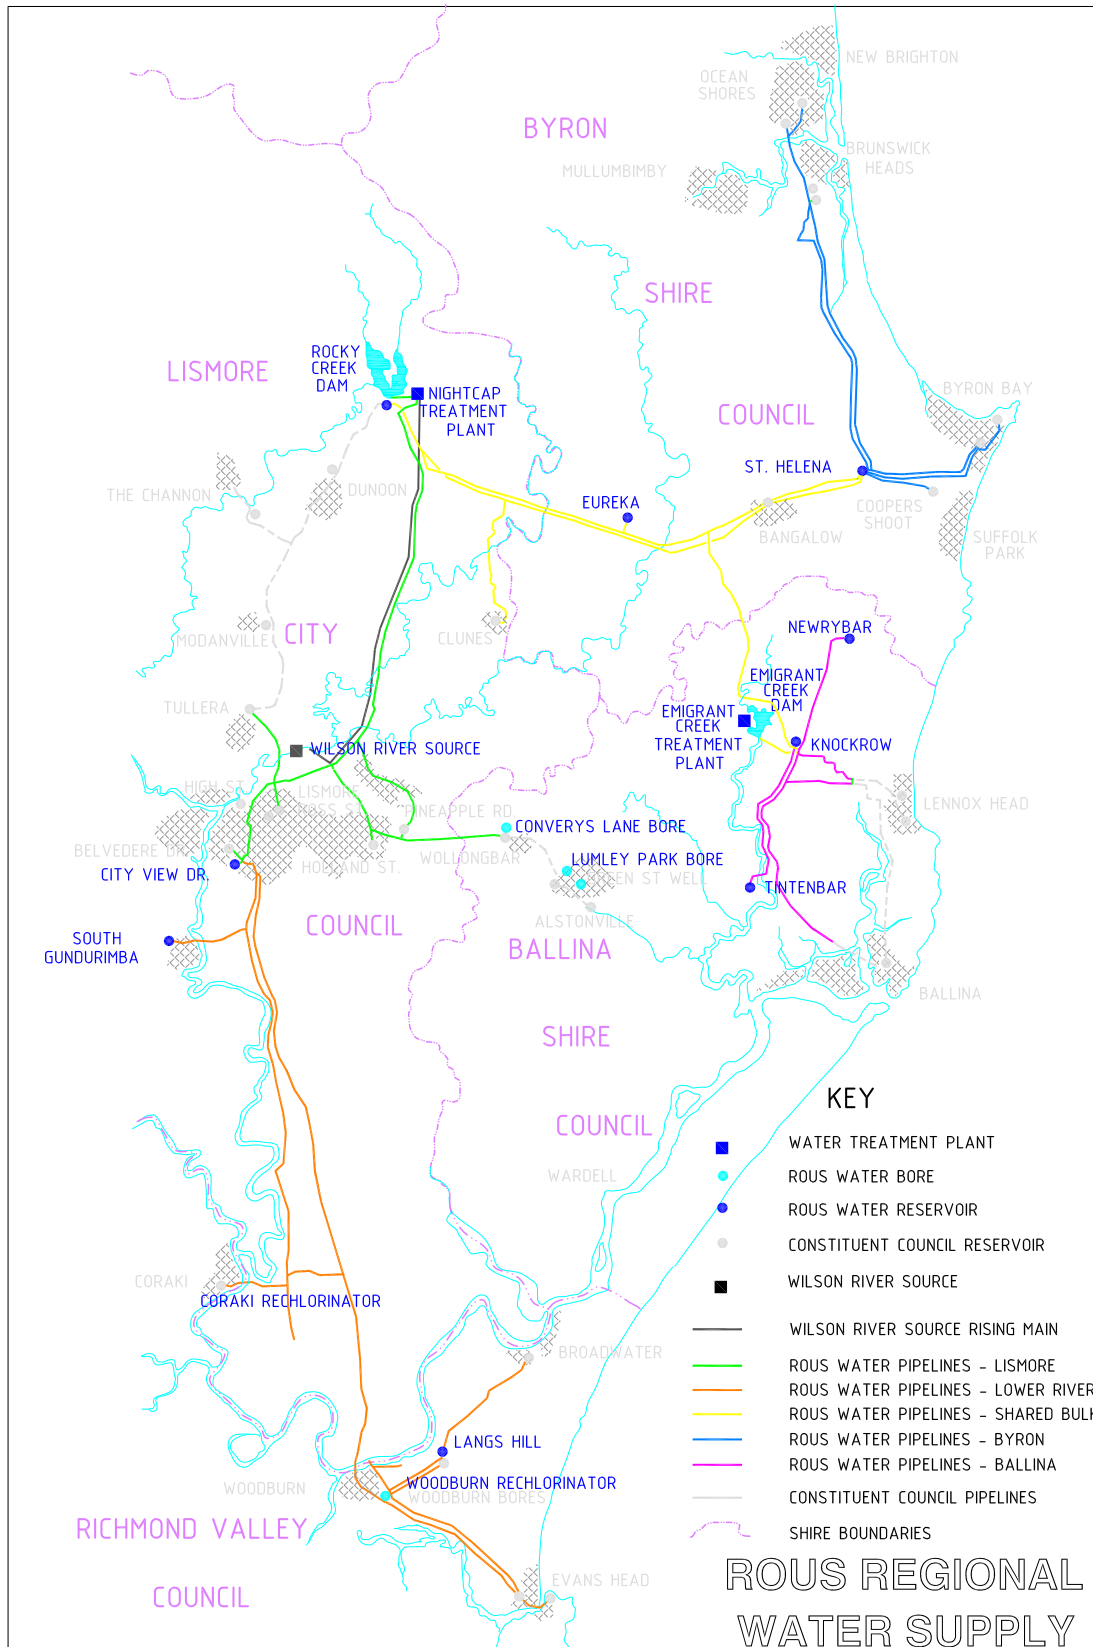 NEW BRIGHTON
OCEAN
SHORES
BYRON
BRUNSWICK
HEADS
MULLUMBIMBY
SHIRE
ROCKY
CREEK
DAM
LISMORE
NIGHTCAP
TREATMENT
PLANT
BYRON BAY
COUNCIL
ST. HELENA
THE CHANNON
DUNOON
EUREKA
COOPERS
SHOOT
BANGALOW
SUFFOLK
PARK
CITY
MODANVILLE
CLUNES
NEWRYBAR
EMIGRANT
CREEK
DAM
TULLERA
EMIGRANT
CREEK
TREATMENT
PLANT
WILSON RIVER SOURCE
KNOCKROW
HIGH ST.
LISMORE
ROSS ST.
PINEAPPLE RD.
LENNOX HEAD
CONVERYS LANE BORE
BELVEDERE DR.
HOLLAND ST.
WOLLONGBAR
LUMLEY PARK BORE
CITY VIEW DR.
GREEN ST WELL
TINTENBAR
ALSTONVILLE
COUNCIL
SOUTH
GUNDURIMBA
BALLINA
BALLINA
SHIRE
KEY
COUNCIL
WATER TREATMENT PLANT
WARDELL
ROUS WATER BORE
ROUS WATER RESERVOIR
CONSTITUENT COUNCIL RESERVOIR
CORAKI
WILSON RIVER SOURCE
CORAKI RECHLORINATOR
WILSON RIVER SOURCE RISING MAIN
BROADWATER
ROUS WATER PIPELINES - LISMORE
ROUS WATER PIPELINES - LOWER RIVER
ROUS WATER PIPELINES - SHARED BULK
ROUS WATER PIPELINES - BYRON
LANGS HILL
ROUS WATER PIPELINES - BALLINA
WOODBURN
WOODBURN RECHLORINATOR
WOODBURN BORES
CONSTITUENT COUNCIL PIPELINES
RICHMOND VALLEY
SHIRE BOUNDARIES
COUNCIL
EVANS HEAD
ROUS REGIONAL
WATER SUPPLY